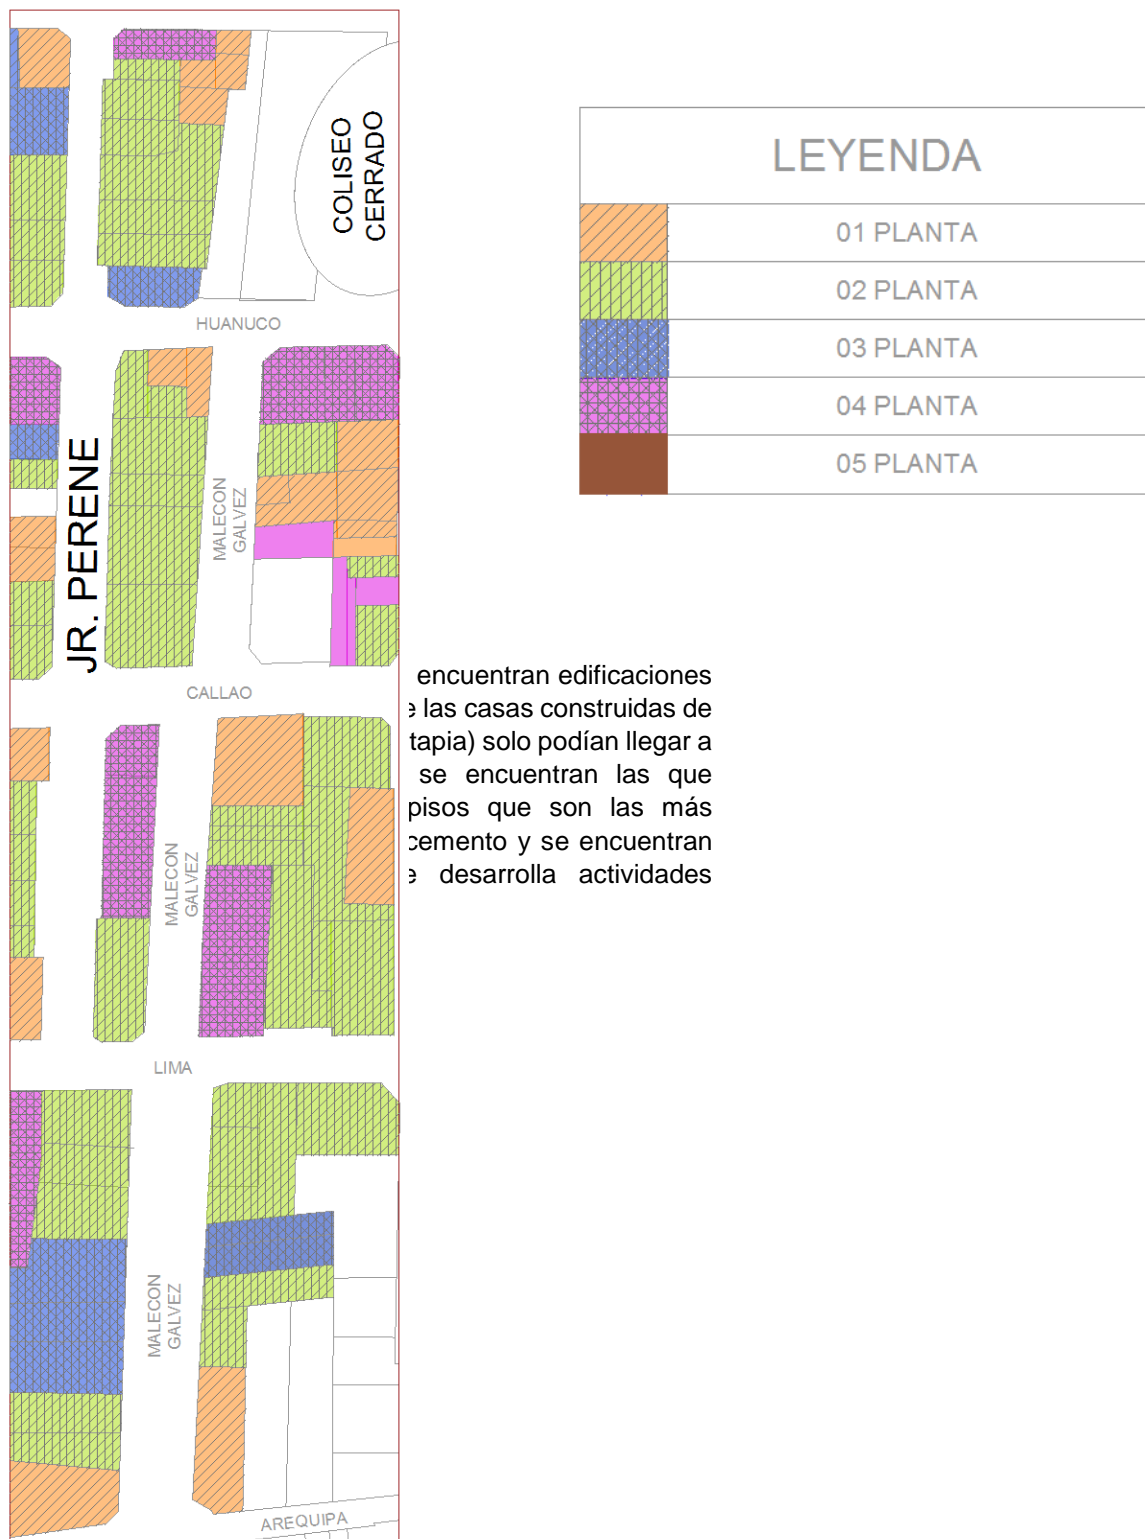 COLISEO
CERRADO
HUANUCO
JR. PERENE
MALECON
GALVEZ
CALLAO
MALECON
GALVEZ
LIMA
MALECON
GALVEZ
AREQUIPA
LEYENDA
01 PLANTA
02 PLANTA
03 PLANTA
04 PLANTA
05 PLANTA
encuentran edificaciones
las casas construidas de
tapia) solo podían llegar a
se encuentran las que
pisos que son las más
cemento y se encuentran
desarrolla actividades